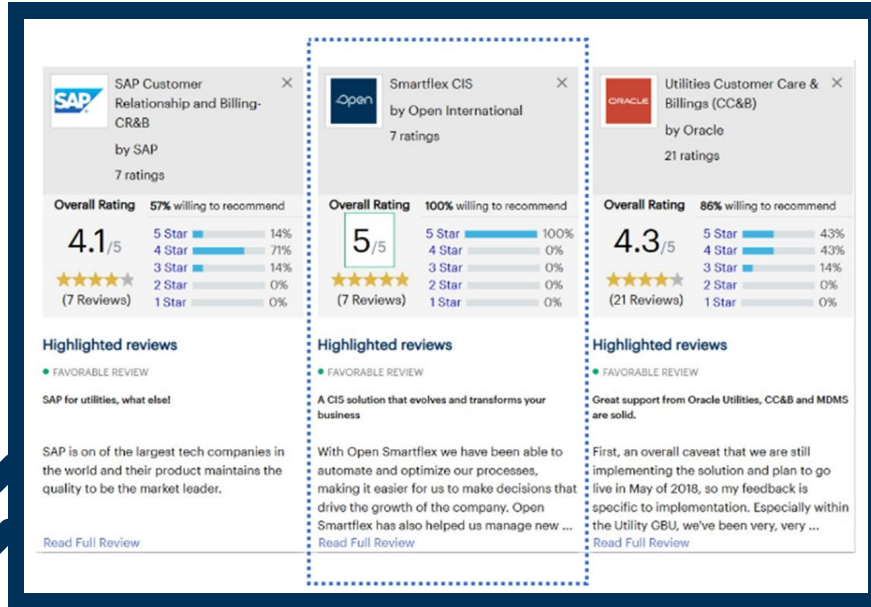 SAP
SAP Customer
Relationship and Billing-
CR&B
by SAP
7 ratings
Overall Rating
57% willing to recommend
4.1/5
(7 Reviews)
5 Star 14%
4 Star 71%
3 Star 14%
2 Star 0%
1 Star 0%
Highlighted reviews
FAVORABLE REVIEW
SAP for utilities, what else!
SAP is on of the largest tech companies in
the world and their product maintains the
quality to be the market leader.
Read Full Review
Open
Smartflex CIS
by Open International
7 ratings
Overall Rating
100% willing to recommend
5/5
(7 Reviews)
5 Star 100%
4 Star 0%
3 Star 0%
2 Star 0%
1 Star 0%
Highlighted reviews
FAVORABLE REVIEW
A CIS solution that evolves and transforms your
business
With Open Smartflex we have been able to
automate and optimize our processes,
making it easier for us to make decisions that
drive the growth of the company. Open
Smartflex has also helped us manage new ...
Read Full Review
ORACLE
Utilities Customer Care &
Billings (CC&B)
by Oracle
21 ratings
Overall Rating
86% willing to recommend
4.3/5
(21 Reviews)
5 Star 43%
4 Star 43%
3 Star 14%
2 Star 0%
1 Star 0%
Highlighted reviews
FAVORABLE REVIEW
Great support from Oracle Utilities, CC&B and MDMS
are solid.
First, an overall caveat that we are still
implementing the solution and plan to go
live in May of 2018, so my feedback is
specific to implementation. Especially within
the Utility GBU, we've been very, very ...
Read Full Review